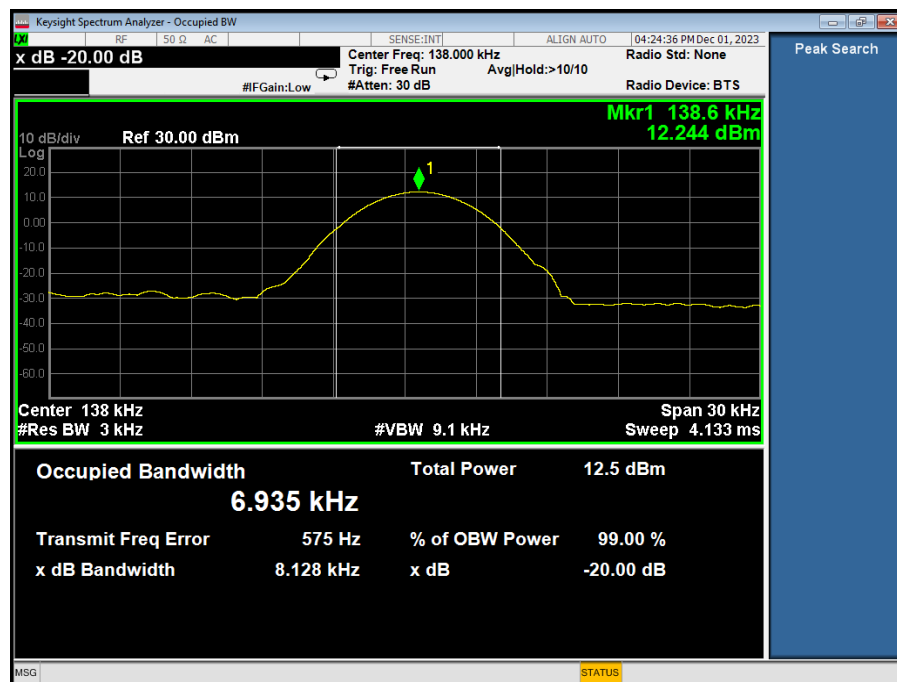 Keysight Spectrum Analyzer - Occupied BW
LXI RF 50 Ω AC SENSE:INT ALIGN AUTO 04:24:36 PM Dec 01, 2023
x dB -20.00 dB
Center Freq: 138.000 kHz Radio Std: None
Trig: Free Run Avg|Hold:>10/10
#IFGain:Low #Atten: 30 dB Radio Device: BTS
Peak Search
Mkr1 138.6 kHz
12.244 dBm
10 dB/div Ref 30.00 dBm
Log
20.0
10.0
0.00
-10.0
-20.0
-30.0
-40.0
-50.0
-60.0
1
Center 138 kHz Span 30 kHz
#Res BW 3 kHz #VBW 9.1 kHz Sweep 4.133 ms
Occupied Bandwidth Total Power 12.5 dBm
6.935 kHz
Transmit Freq Error 575 Hz % of OBW Power 99.00 %
x dB Bandwidth 8.128 kHz x dB -20.00 dB
MSG STATUS